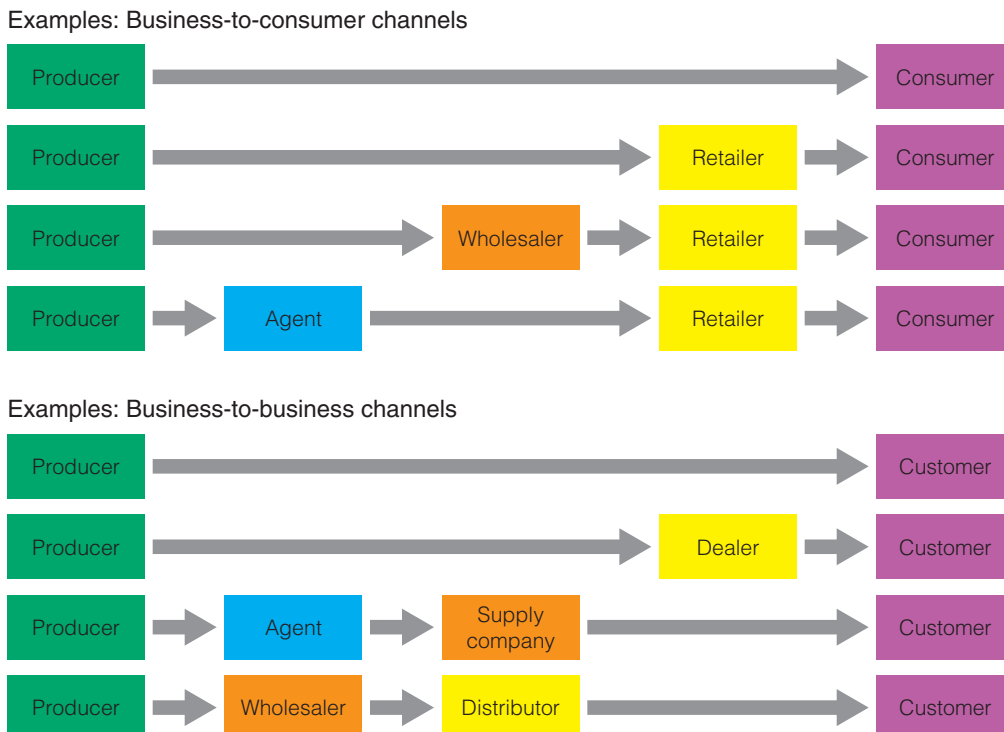 Examples: Business-to-consumer channels
Producer Consumer
Producer Retailer Consumer
Producer Wholesaler Retailer Consumer
Producer Agent Retailer Consumer
Examples: Business-to-business channels
Producer Customer
Producer Dealer Customer
Producer Agent Supply company Customer
Producer Wholesaler Distributor Customer